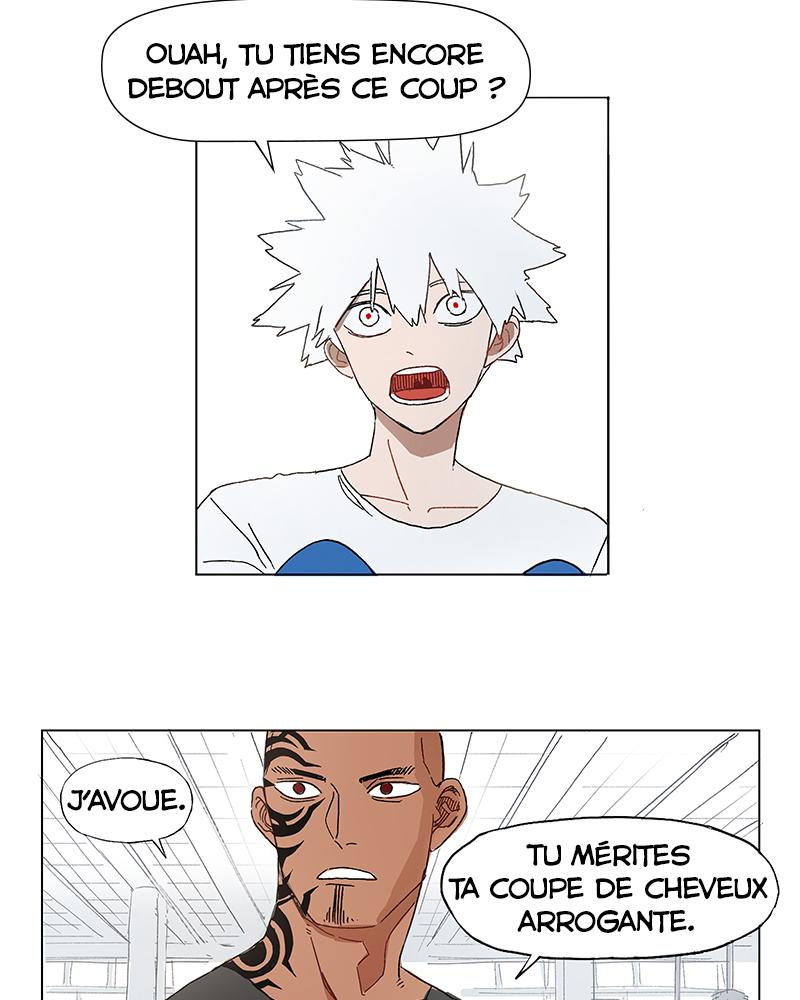 OUAH, TU TIENS ENCORE
DEBOUT APRÈS CE COUP ?
J'AVOUE.
TU MÉRITES
TA COUPE DE CHEVEUX
ARROGANTE.